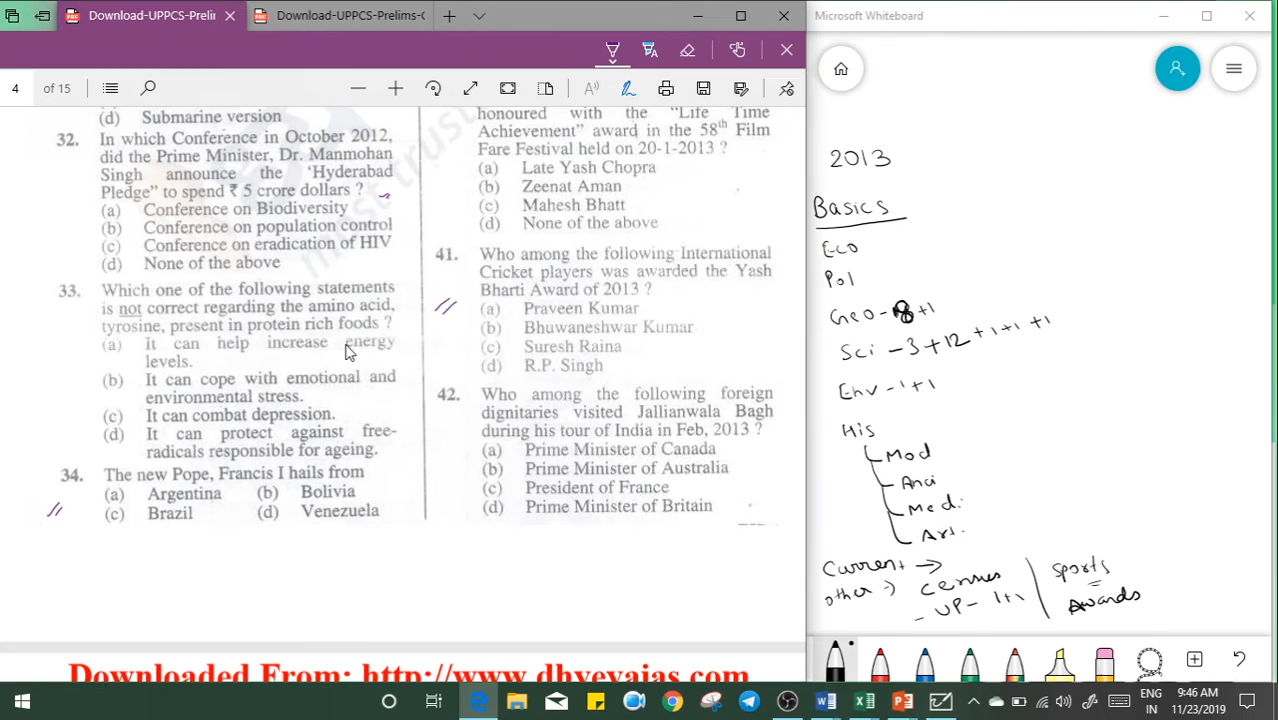 Download-UPPCS-Prelin
Download-UPPCS-Prelims-C
Microsoft Whiteboard
4 of 15
(d) Submarine version
32. In which Conference in October 2012,
did the Prime Minister, Dr. Manmohan
Singh announce the ‘Hyderabad
Pledge” to spend ₹ 5 crore dollars ?
(a) Conference on Biodiversity
(b) Conference on population control
(c) Conference on eradication of HIV
(d) None of the above
33. Which one of the following statements
is not correct regarding the amino acid,
tyrosine, present in protein rich foods ?
(a) It can help increase energy
levels.
(b) It can cope with emotional and
environmental stress.
(c) It can combat depression.
(d) It can protect against free-
radicals responsible for ageing.
34. The new Pope, Francis I hails from
(a) Argentina (b) Bolivia
(c) Brazil (d) Venezuela
honoured with the “Life Time
Achievement” award in the 58th Film
Fare Festival held on 20-1-2013 ?
(a) Late Yash Chopra
(b) Zeenat Aman
(c) Mahesh Bhatt
(d) None of the above
41. Who among the following International
Cricket players was awarded the Yash
Bharti Award of 2013 ?
(a) Praveen Kumar
(b) Bhuwaneshwar Kumar
(c) Suresh Raina
(d) R.P. Singh
42. Who among the following foreign
dignitaries visited Jallianwala Bagh
during his tour of India in Feb, 2013 ?
(a) Prime Minister of Canada
(b) Prime Minister of Australia
(c) President of France
(d) Prime Minister of Britain
Downloaded From: http://www.dhyeyaias.com
2013
Basics
Eco
Pol
Geo - 8+1
Sci - 3+12+1+1+1
Env - 1+1
His
Mod
Anci
Medi
Art.
Current →
other → census
- UP - 1+1
Sports
Awards
ENG
IN
9:46 AM
11/23/2019